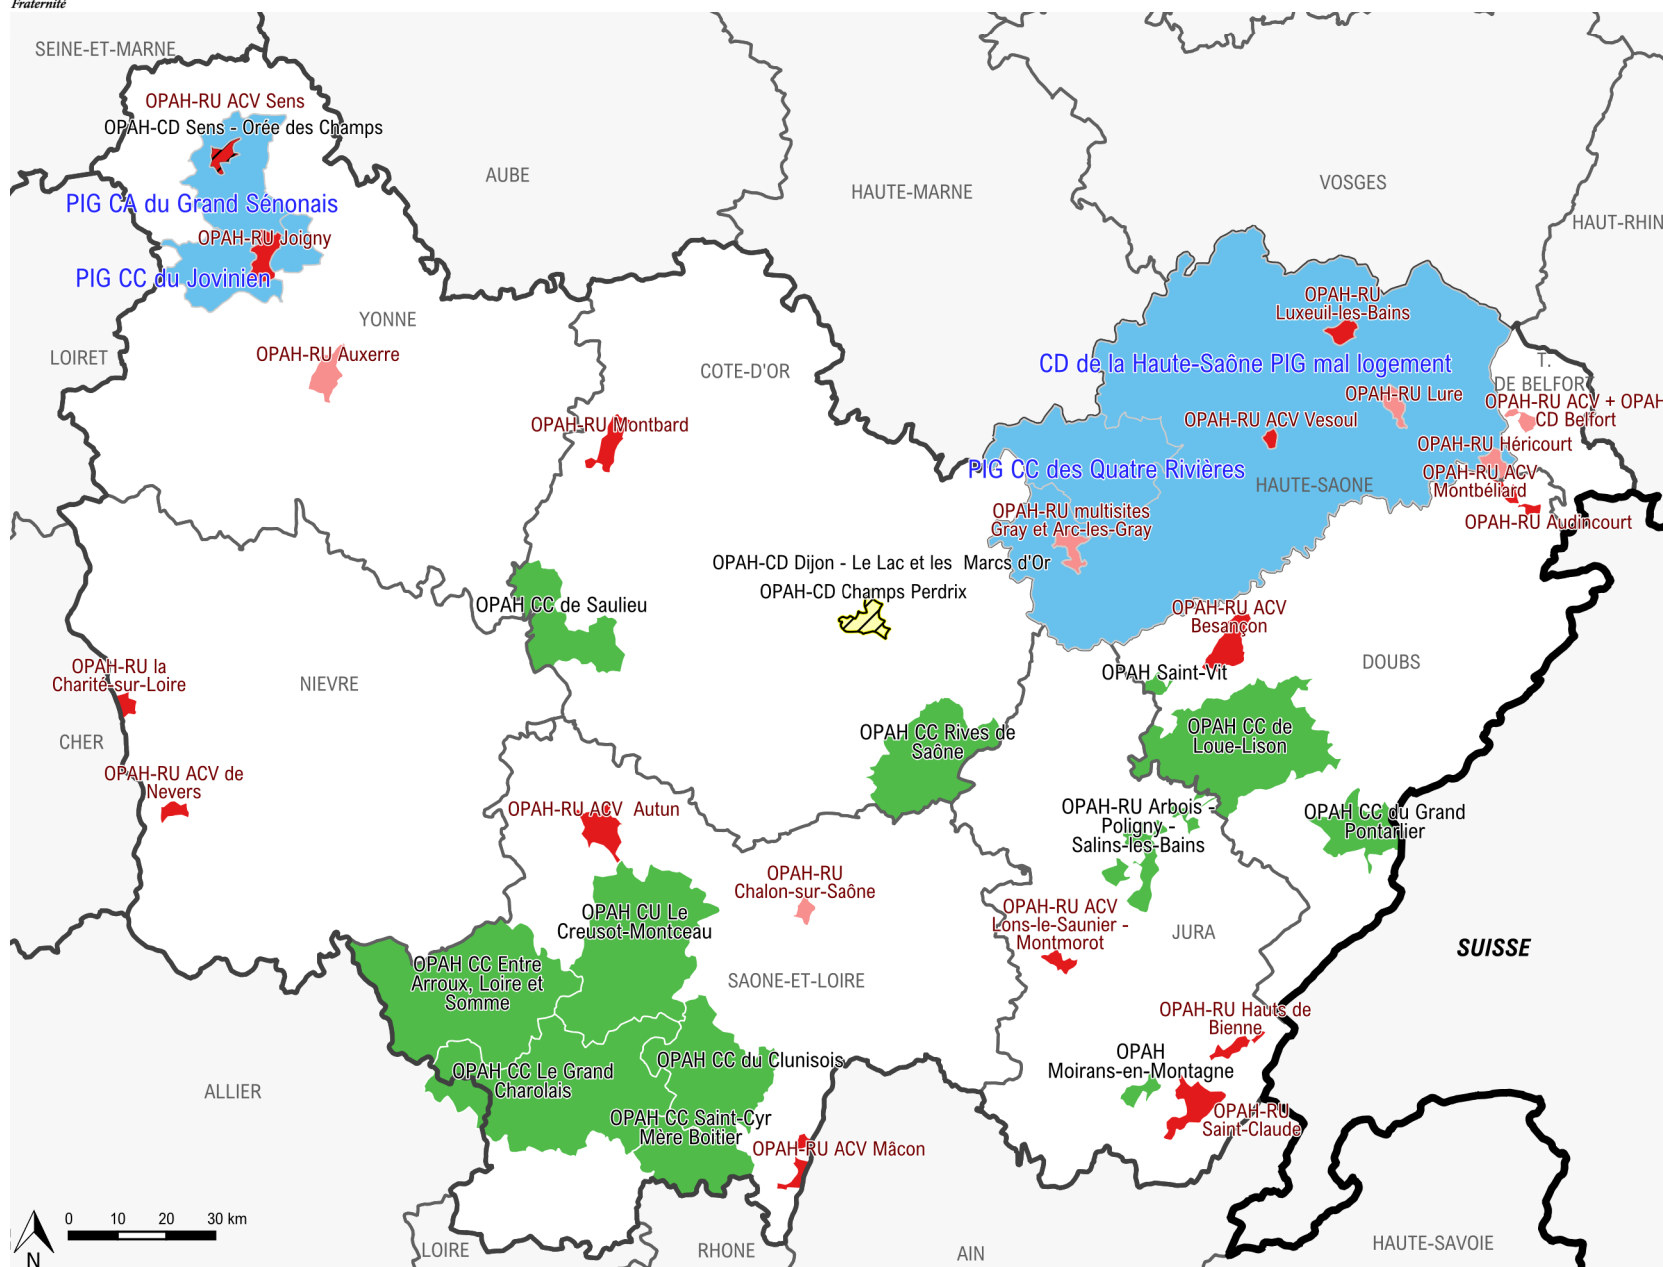 Fraternité
SEINE-ET-MARNE
OPAH-RU ACV Sens
OPAH-CD Sens - Orée des Champs
AUBE
HAUTE-MARNE
VOSGES
HAUT-RHIN
PIG CA du Grand Sénonais
OPAH-RU Joigny
PIG CC du Jovinien
YONNE
LOIRET
OPAH-RU Auxerre
COTE-D'OR
OPAH-RU
Luxeuil-les-Bains
CD de la Haute-Saône PIG mal logement
T.
DE BELFORT
OPAH-RU Lure
OPAH-RU ACV + OPAH
CD Belfort
OPAH-RU Montbard
OPAH-RU ACV Vesoul
OPAH-RU Héricourt
PIG CC des Quatre Rivières
HAUTE-SAONE
OPAH-RU ACV
Montbéliard
OPAH-RU multisites
Gray et Arc-les-Gray
OPAH-RU Audincourt
OPAH-CD Dijon - Le Lac et les  Marcs d'Or
OPAH-CD Champs Perdrix
OPAH CC de Saulieu
OPAH-RU ACV
Besançon
OPAH-RU la
Charité-sur-Loire
NIEVRE
OPAH Saint-Vit
DOUBS
CHER
OPAH CC Rives de
Saône
OPAH CC de
Loue-Lison
OPAH-RU ACV de
Nevers
OPAH-RU ACV  Autun
OPAH-RU Arbois -
Poligny -
Salins-les-Bains
OPAH CC du Grand
Pontarlier
OPAH-RU
Chalon-sur-Saône
OPAH CU Le
Creusot-Montceau
OPAH-RU ACV
Lons-le-Saunier -
Montmorot
JURA
SUISSE
OPAH CC Entre
Arroux, Loire et
Somme
SAONE-ET-LOIRE
OPAH-RU Hauts de
Bienne
OPAH CC du Clunisois
OPAH
Moirans-en-Montagne
OPAH CC Le Grand
Charolais
ALLIER
OPAH CC Saint-Cyr
Mère Boitier
OPAH-RU
Saint-Claude
OPAH-RU ACV Mâcon
0 10 20 30 km
N
LOIRE
RHONE
AIN
HAUTE-SAVOIE